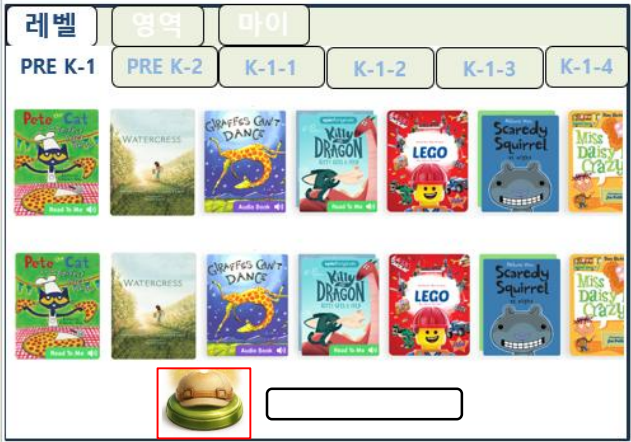 레벨 영역 마이
PRE K-1 PRE K-2 K-1-1 K-1-2 K-1-3 K-1-4
Pete the Cat
WATERCRESS
GIRAFFES CAN'T
DANCE
Kitty
DRAGON
LEGO
Scaredy
Squirrel
Miss
Daisy
Crazy
Read To Me
Audio Book
Read To Me
Pete the Cat
WATERCRESS
GIRAFFES CAN'T
DANCE
DRAGON
LEGO
Scaredy
Squirrel
Miss
Daisy
Crazy
Read To Me
Audio Book
Read To Me